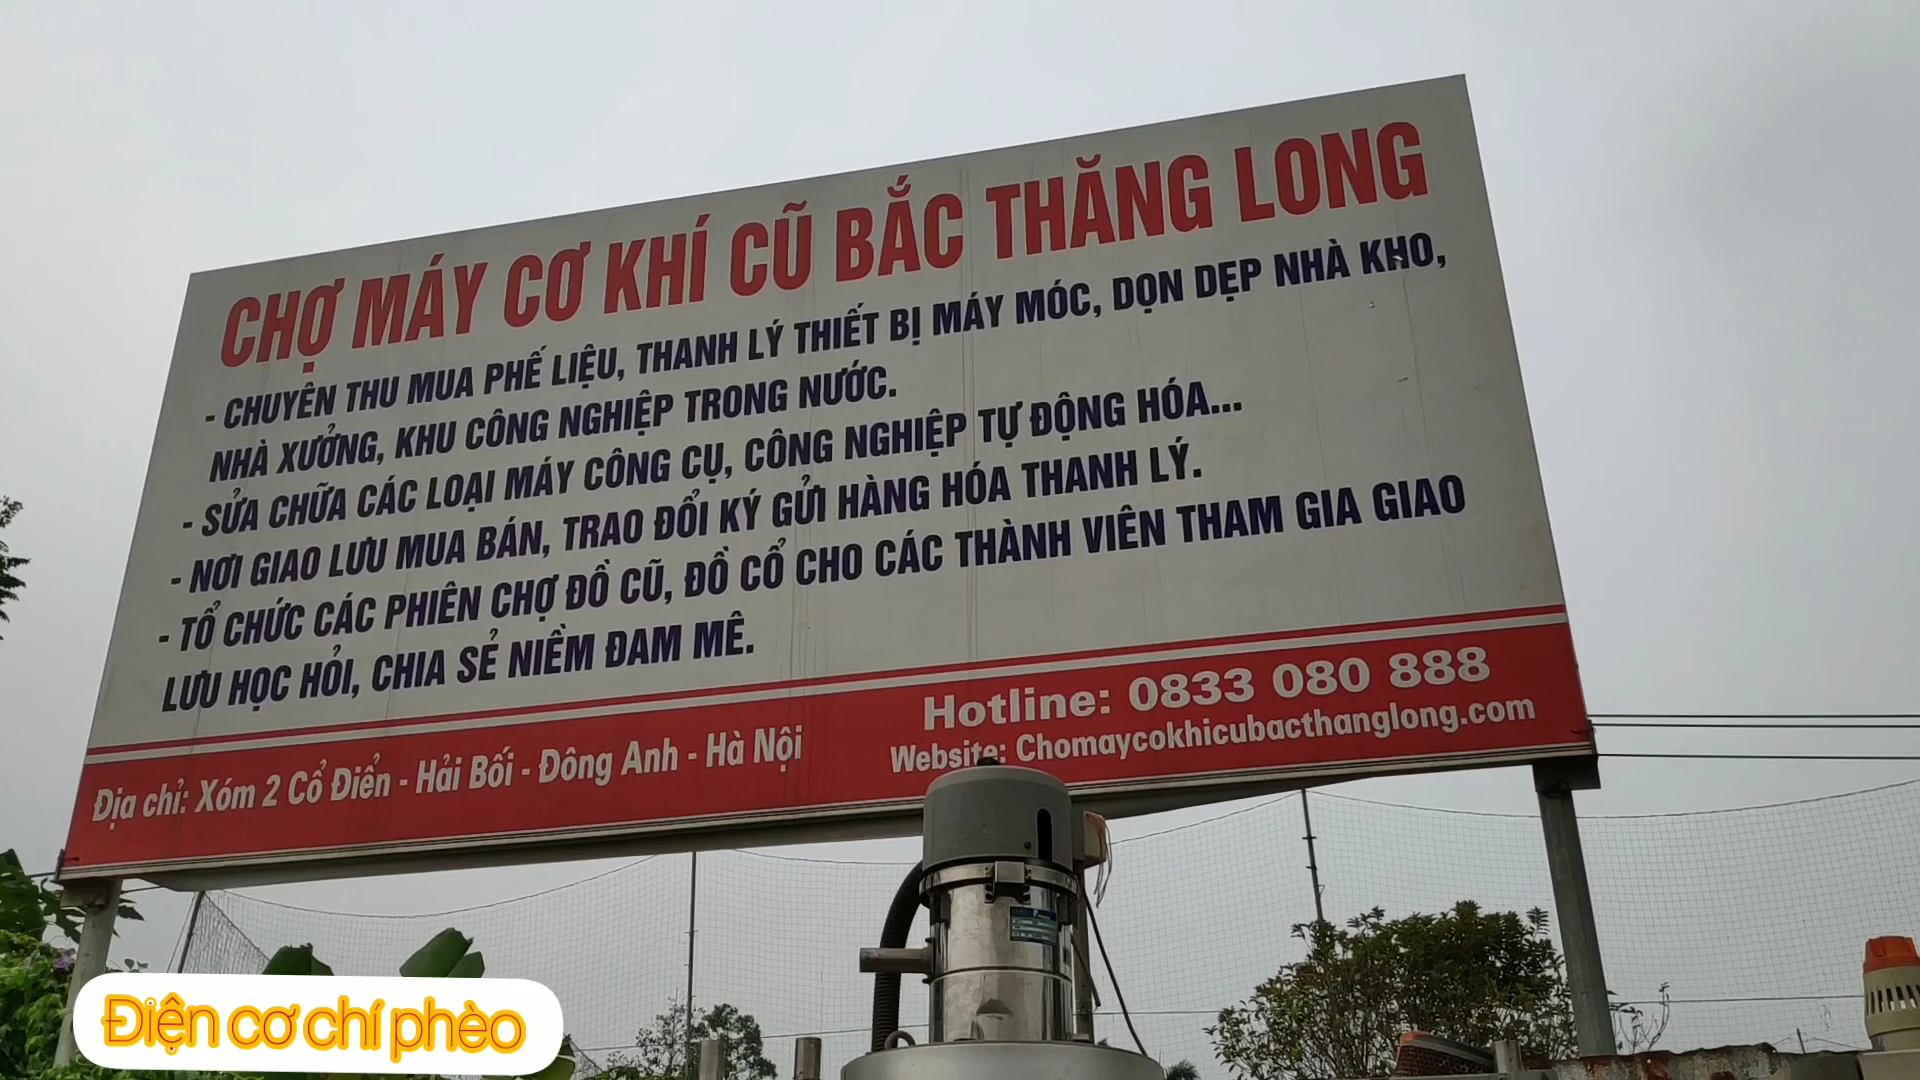 CHỢ MÁY CƠ KHÍ CŨ BẮC THĂNG LONG
- CHUYÊN THU MUA PHẾ LIỆU, THANH LÝ THIẾT BỊ MÁY MÓC, DỌN DẸP NHÀ KHO,
NHÀ XƯỞNG, KHU CÔNG NGHIỆP TRONG NƯỚC.
- SỬA CHỮA CÁC LOẠI MÁY CÔNG CỤ, CÔNG NGHIỆP TỰ ĐỘNG HÓA...
- NƠI GIAO LƯU MUA BÁN, TRAO ĐỔI KÝ GỬI HÀNG HÓA THANH LÝ.
- TỔ CHỨC CÁC PHIÊN CHỢ ĐỒ CŨ, ĐỒ CỔ CHO CÁC THÀNH VIÊN THAM GIA GIAO
LƯU HỌC HỎI, CHIA SẺ NIỀM ĐAM MÊ.
Địa chỉ: Xóm 2 Cổ Điển - Hải Bối - Đông Anh - Hà Nội
Hotline: 0833 080 888
Website: Chomaycokhicubacthanglong.com
Điện cơ chí phèo